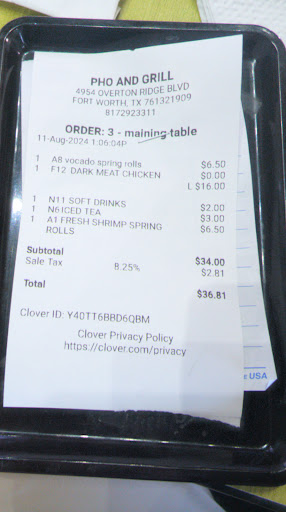 PHO AND GRILL
4954 OVERTON RIDGE BLVD
FORT WORTH, TX 761321909
8172923311
ORDER: 3 - maining table
11-Aug-2024 1:06:04P
1 A8 vocado spring rolls $6.50
1 F12 DARK MEAT CHICKEN $0.00
L $16.00
1 N11 SOFT DRINKS $2.00
1 N6 ICED TEA $3.00
1 A1 FRESH SHRIMP SPRING $6.50
ROLLS
Subtotal $34.00
Sale Tax 8.25% $2.81
Total $36.81
Clover ID: Y40TT6BBD6QBM
Clover Privacy Policy
https://clover.com/privacy
USA